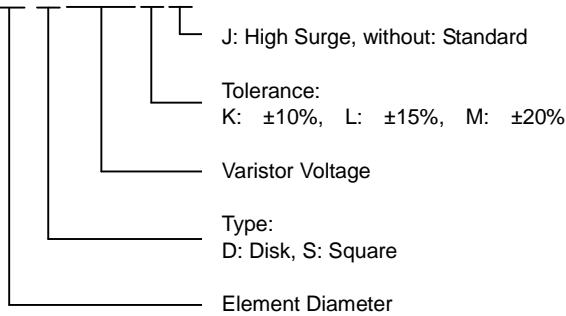 J: High Surge, without: Standard
Tolerance:
K: ±10%, L: ±15%, M: ±20%
Varistor Voltage
Type:
D: Disk, S: Square
Element Diameter